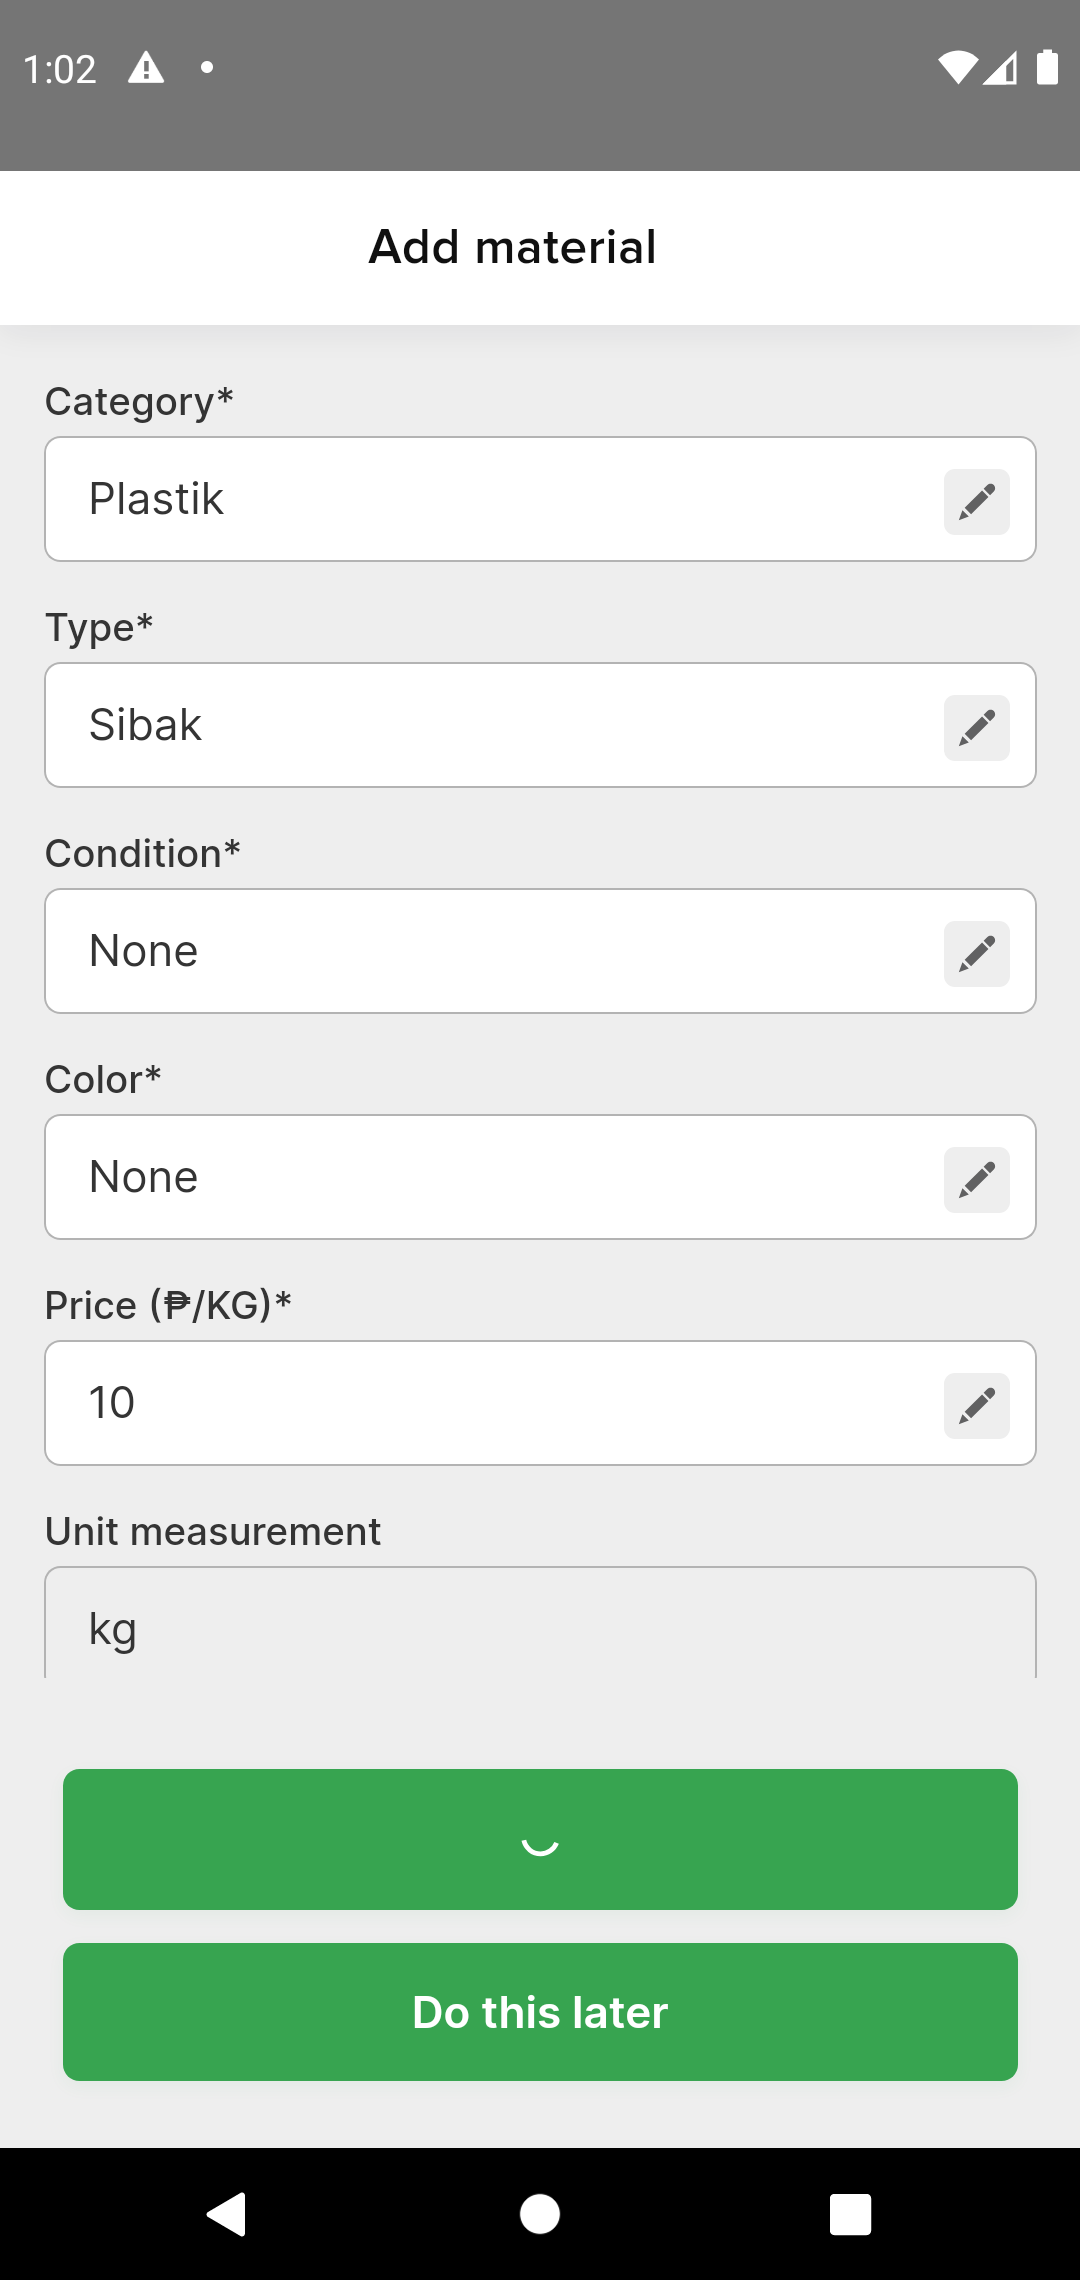 1:02
Add material
Category*
Plastik
Type*
Sibak
Condition*
None
Color*
None
Price (₱/KG)*
10
Unit measurement
kg
Do this later